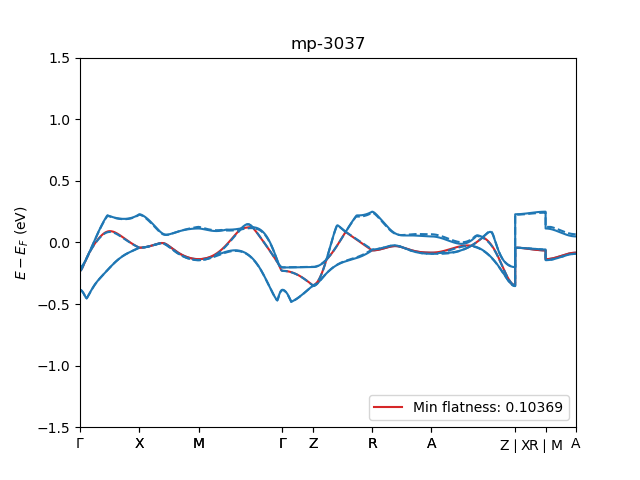 mp-3037
E − E_F (eV)
1.5
1.0
0.5
0.0
−0.5
−1.0
−1.5
Min flatness: 0.10369
Γ X M Γ Z R A Z | XR | M A